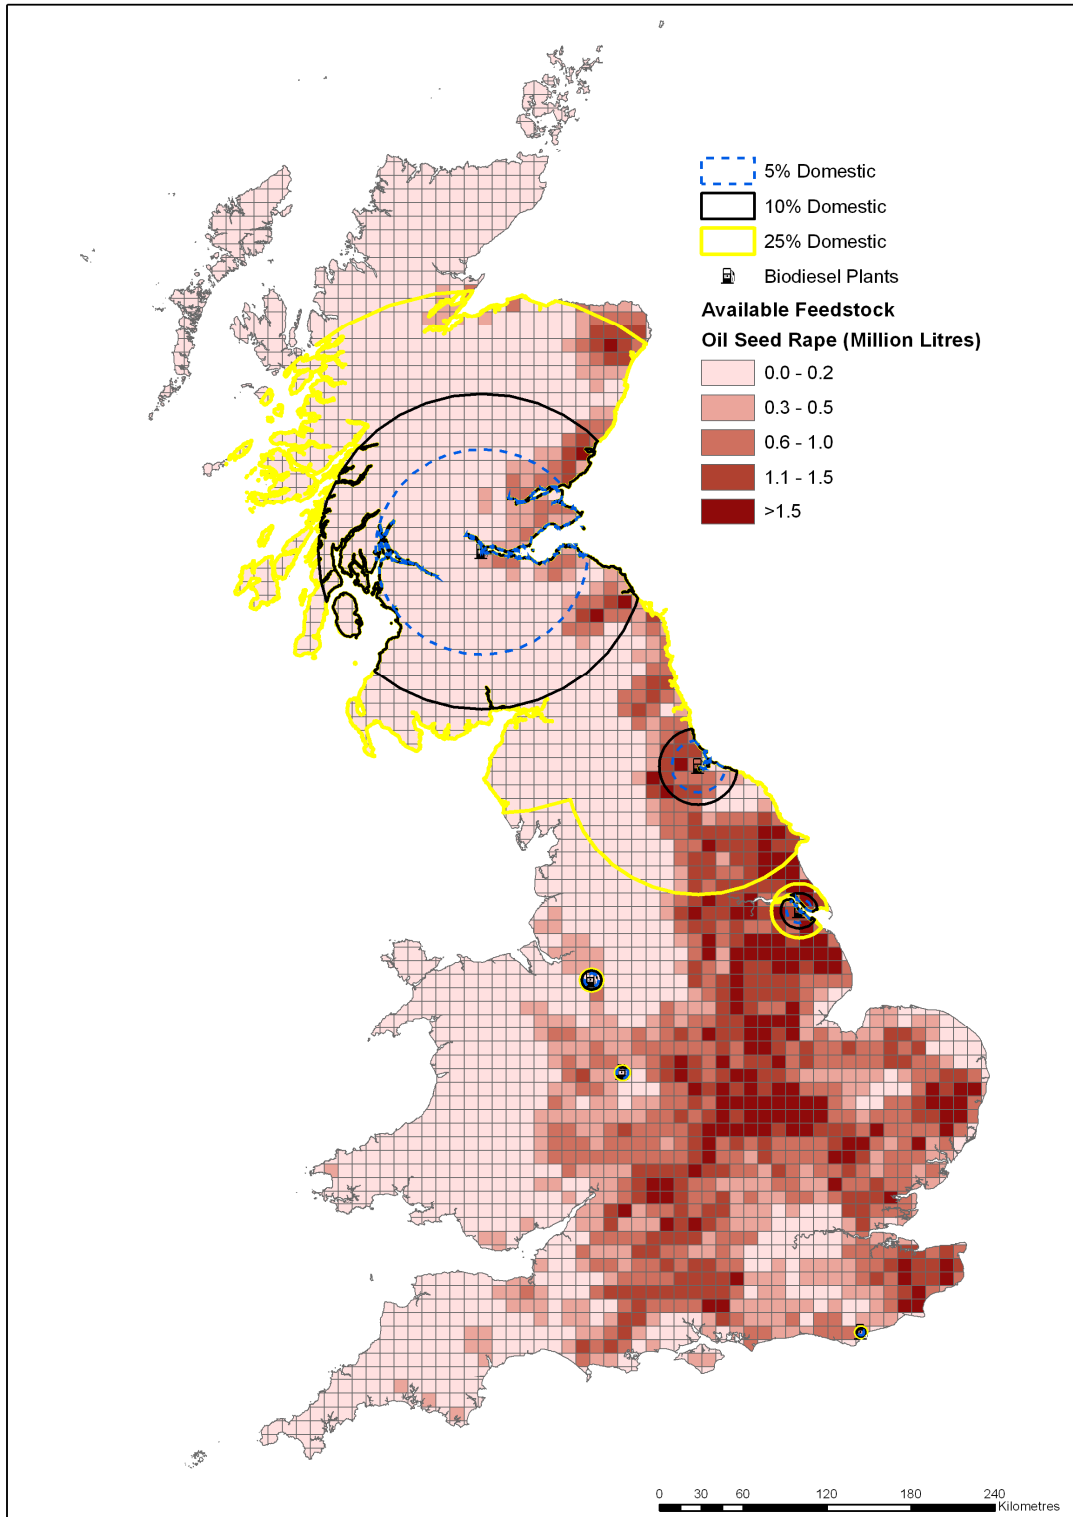 5% Domestic
10% Domestic
25% Domestic
Biodiesel Plants
Available Feedstock
Oil Seed Rape (Million Litres)
0.0 - 0.2
0.3 - 0.5
0.6 - 1.0
1.1 - 1.5
>1.5
0 30 60 120 180 240
Kilometres